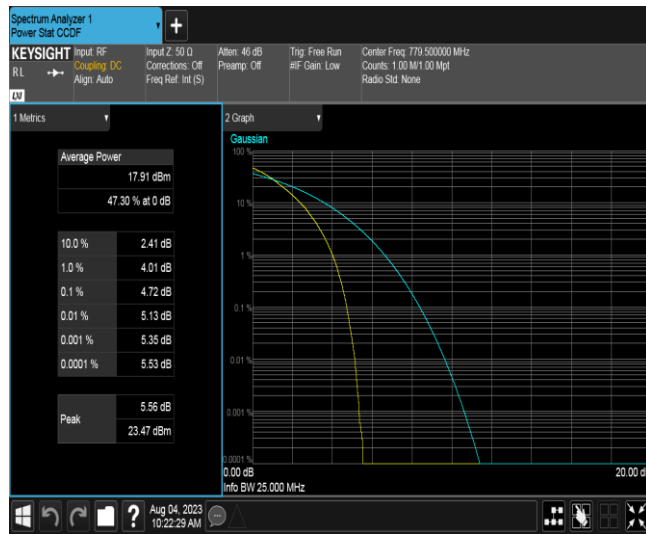 Spectrum Analyzer 1
Power Stat CCDF
+
KEYSIGHT
RL
LXI
Input: RF
Coupling: DC
Align: Auto
Input Z: 50 Ω
Corrections: Off
Freq Ref: Int (S)
Atten: 46 dB
Preamp: Off
Trig: Free Run
#IF Gain: Low
Center Freq: 779.500000 MHz
Counts: 1.00 M/1.00 Mpt
Radio Std: None
1 Metrics
Average Power
17.91 dBm
47.30 % at 0 dB
10.0 % 2.41 dB
1.0 % 4.01 dB
0.1 % 4.72 dB
0.01 % 5.13 dB
0.001 % 5.35 dB
0.0001 % 5.53 dB
Peak
5.56 dB
23.47 dBm
2 Graph
Gaussian
100 %
10 %
1 %
0.1 %
0.01 %
0.001 %
0.0001 %
0.00 dB
20.00 d
Info BW 25.000 MHz
?
Aug 04, 2023
10:22:29 AM